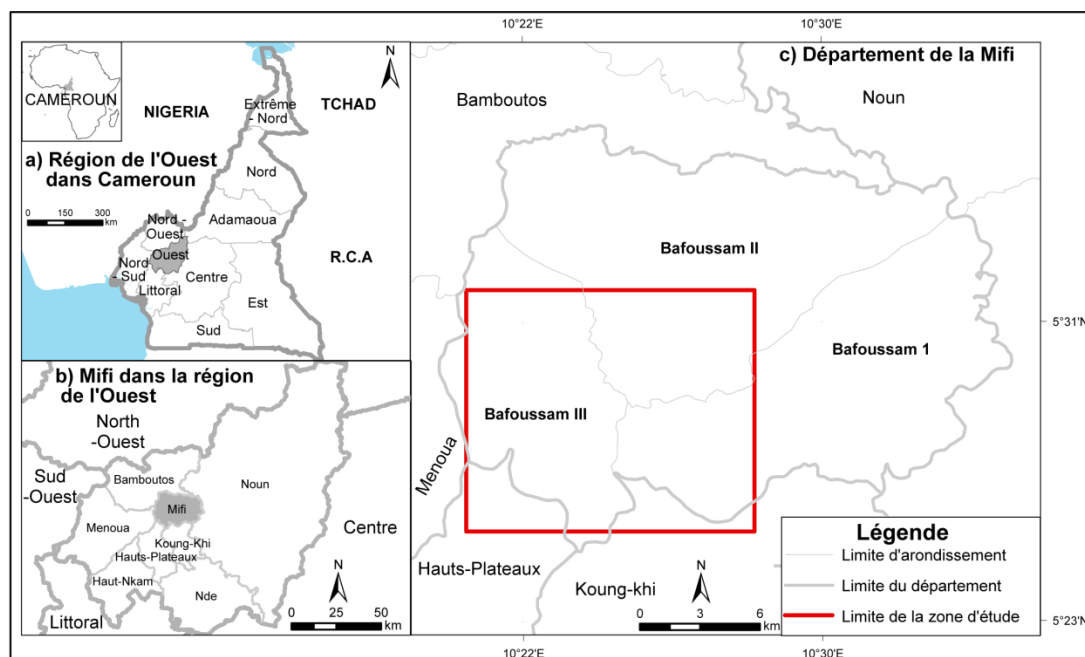 10°22'E
10°30'E
CAMEROUN
NIGERIA
TCHAD
N
Extrême
- Nord
a) Région de l'Ouest
dans Cameroun
0 150 300
km
Nord
Adamaoua
Nord -
Ouest
Ouest
R.C.A
Nord
- Sud
Centre
Littoral
Est
Sud
b) Mifi dans la région
de l'Ouest
North
-Ouest
Sud
-Ouest
Bamboutos
Noun
Mifi
Menoua
Centre
Koung-Khi
Hauts-Plateaux
Haut-Nkam
Nde
N
Littoral
0 25 50
km
c) Département de la Mifi
Bamboutos
Noun
Bafoussam II
5°31'N
Bafoussam 1
Bafoussam III
Menoua
Hauts-Plateaux
Koung-khi
N
0 3 6
km
Légende
Limite d'arondissement
Limite du département
Limite de la zone d'étude
5°23'N
10°22'E
10°30'E